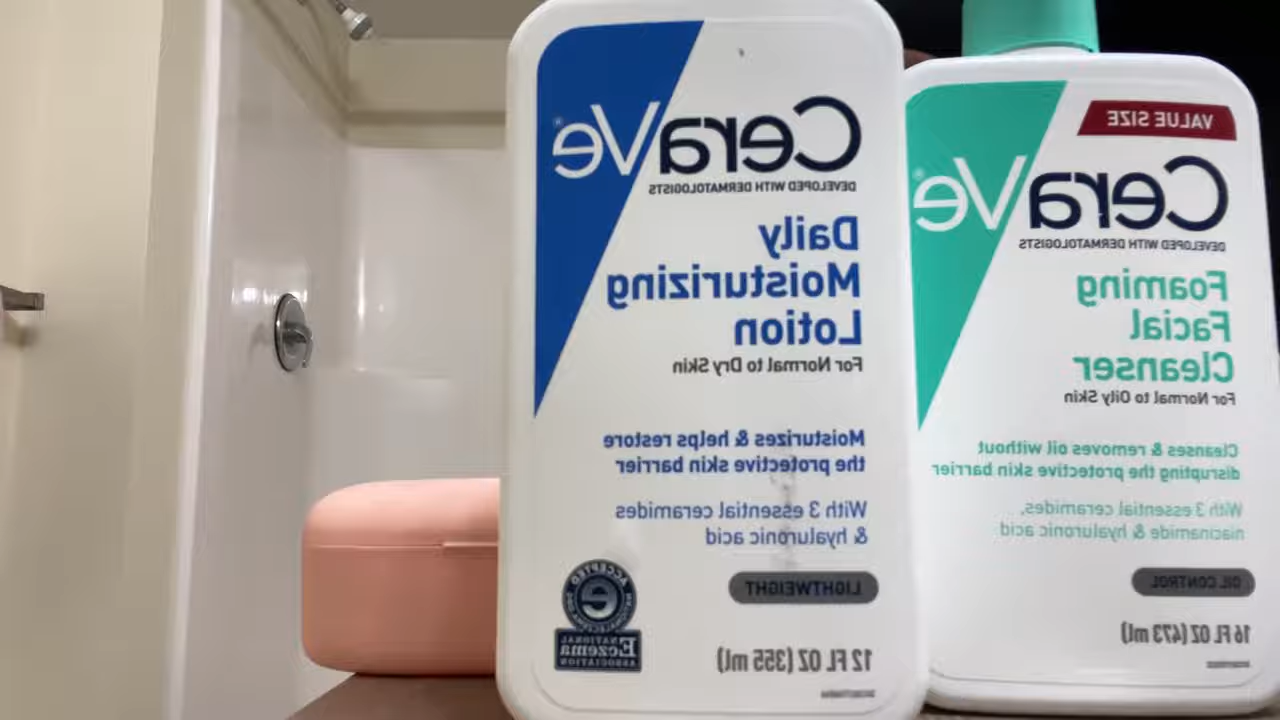 CeraVe®
DEVELOPED WITH DERMATOLOGISTS
Daily
Moisturizing
Lotion
For Normal to Dry Skin
Moisturizes & helps restore
the protective skin barrier
With 3 essential ceramides
& hyaluronic acid
LIGHTWEIGHT
ACCEPTED
NATIONAL
Eczema
ASSOCIATION
12 FL OZ (355 ml)
VALUE SIZE
CeraVe®
DEVELOPED WITH DERMATOLOGISTS
Foaming
Facial
Cleanser
For Normal to Oily Skin
Cleanses & removes oil without
disrupting the protective skin barrier
With 3 essential ceramides,
niacinamide & hyaluronic acid
OIL CONTROL
16 FL OZ (473 ml)